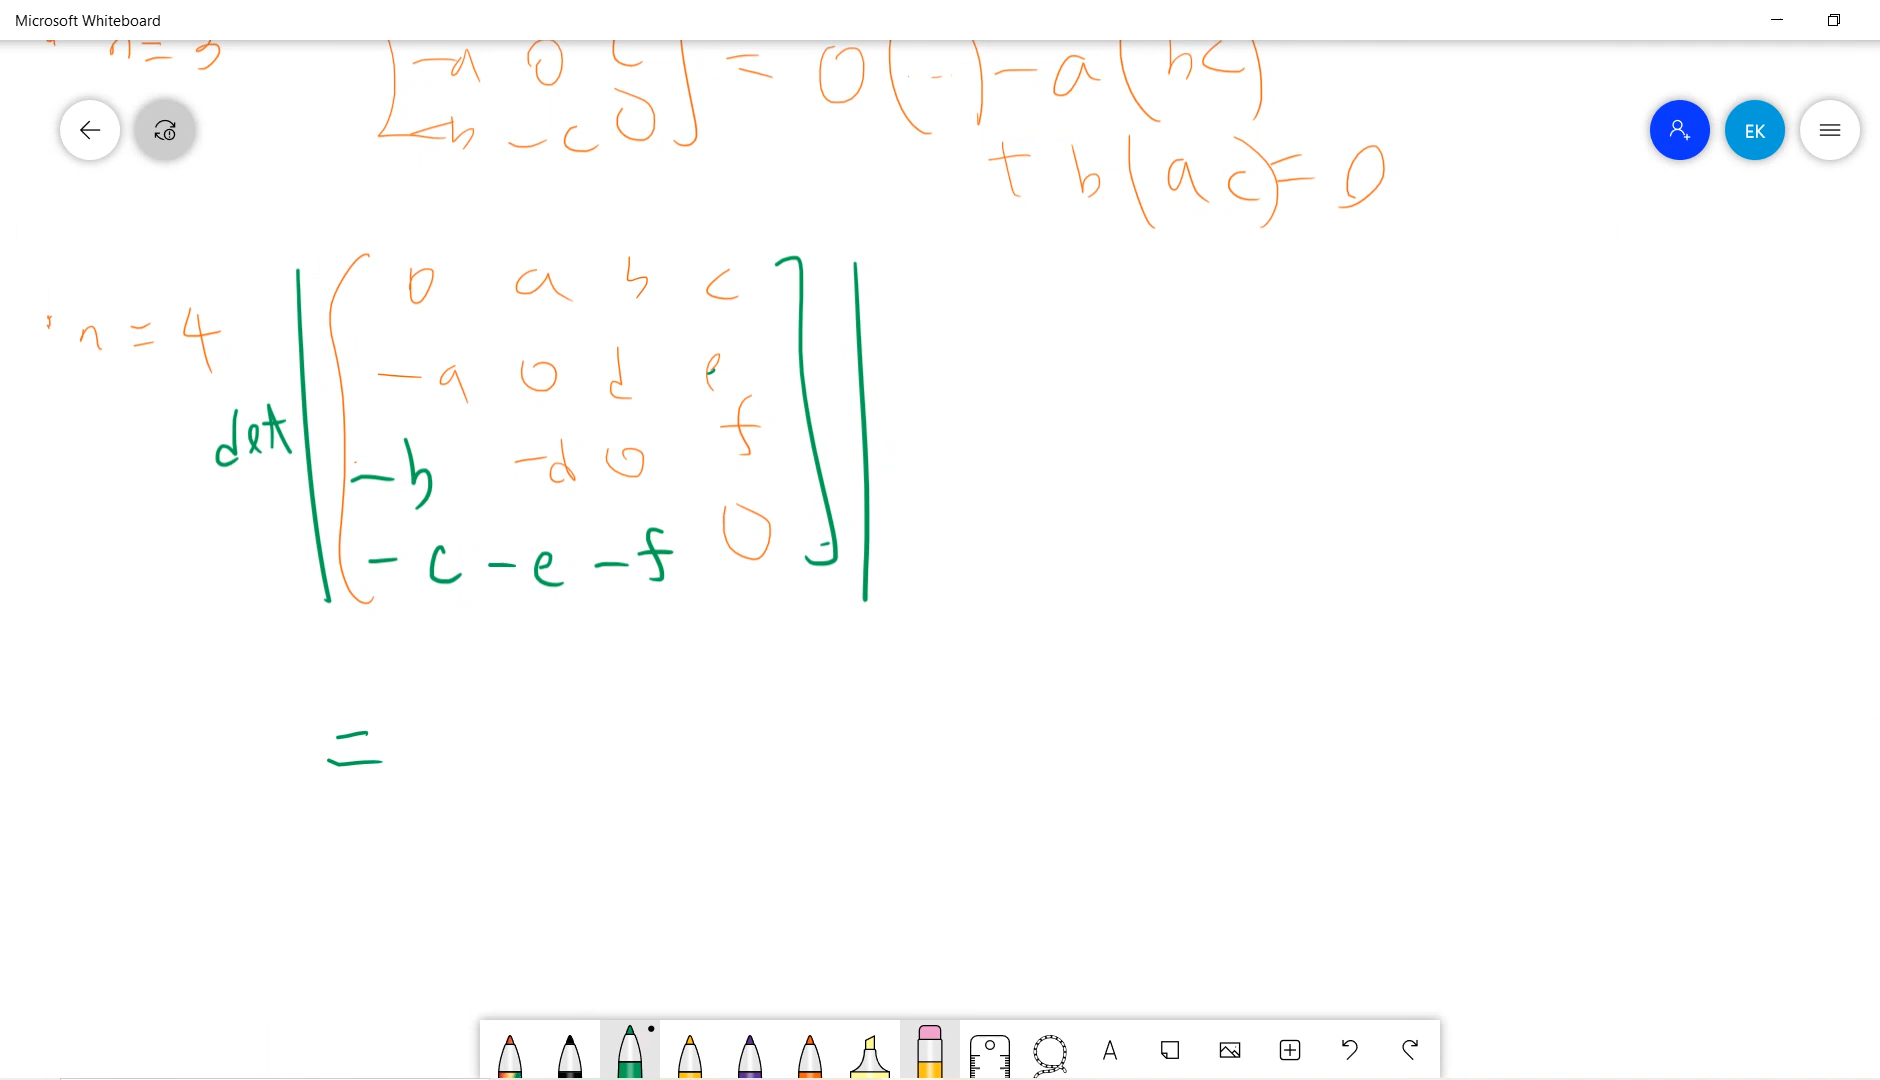 Microsoft Whiteboard
n = 3
-a 0 c = 0(...) - a(bc)
-b -c 0
+ b(ac) = 0
EK
0 a b c
n = 4
-a 0 d e
det
-b -d 0 f
-c -e -f 0
=
A